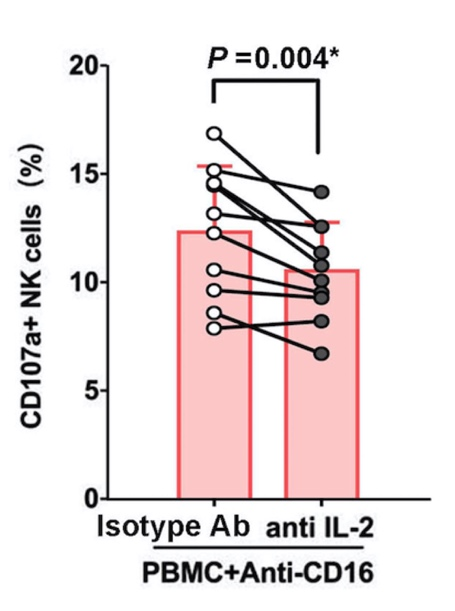 P =0.004*
20
15
10
5
0
CD107a+ NK cells (%)
Isotype Ab anti IL-2
PBMC+Anti-CD16